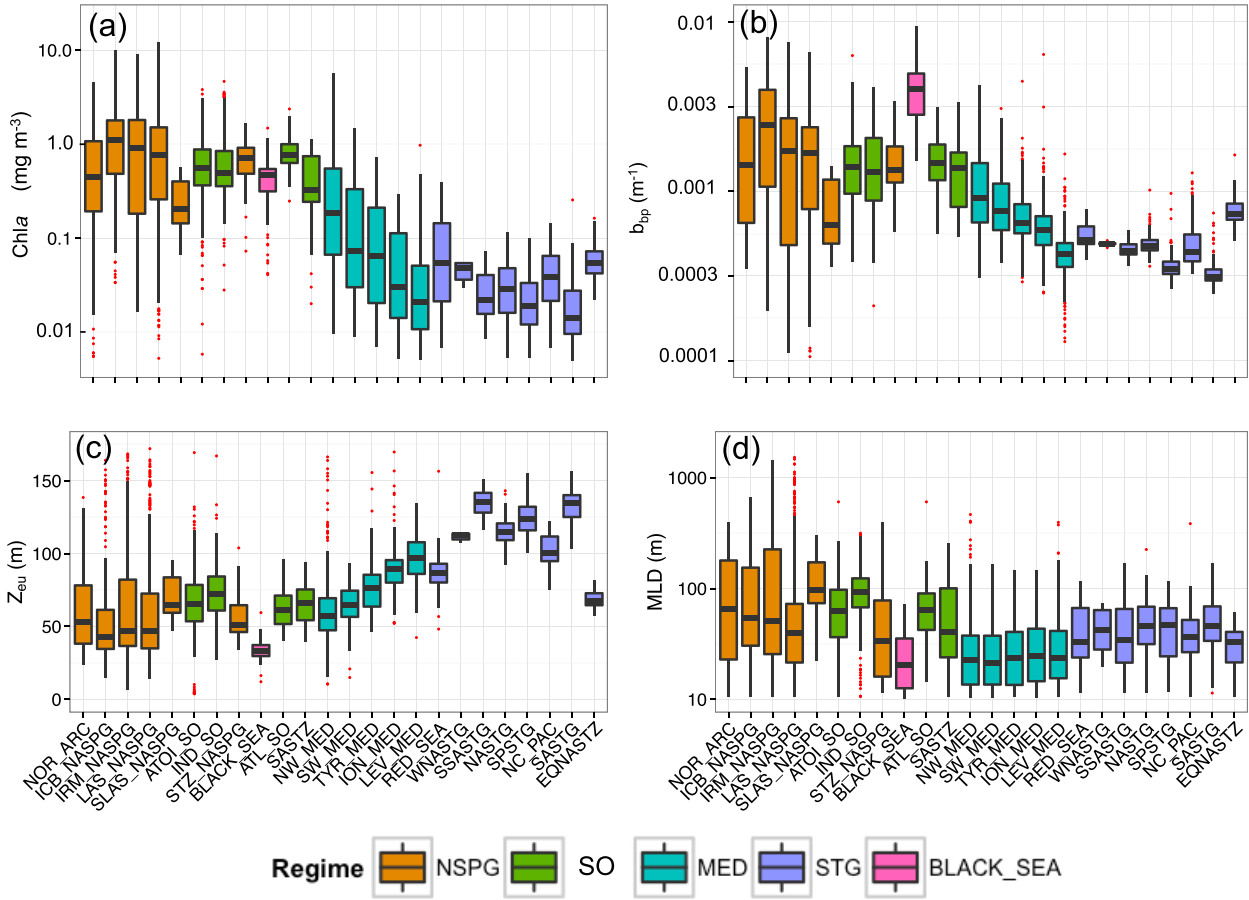 (a)
10.0
1.0
0.1
0.01
Chla (mg m-3)
(b)
0.01
0.003
0.001
0.0003
0.0001
bbp (m-1)
(c)
150
100
50
0
Zeu (m)
NOR_ARC
ICB_NASPG
IRM_NASPG
LAS_NASPG
SLAS_NASPG
ATOI_SO
IND_SO
STZ_NASPG
BLACK_SEA
ATL_SO
SASTZ
NW_MED
SW_MED
TYR_MED
ION_MED
LEV_MED
RED_SEA
WNASTG
SSASTG
NASTG
SPSTG
NC_PAC
SASTG
EQNASTZ
(d)
1000
100
10
MLD (m)
NOR_ARC
ICB_NASPG
IRM_NASPG
LAS_NASPG
SLAS_NASPG
ATOI_SO
IND_SO
STZ_NASPG
BLACK_SEA
ATL_SO
SASTZ
NW_MED
SW_MED
TYR_MED
ION_MED
LEV_MED
RED_SEA
WNASTG
SSASTG
NASTG
SPSTG
NC_PAC
SASTG
EQNASTZ
Regime NSPG SO MED STG BLACK_SEA